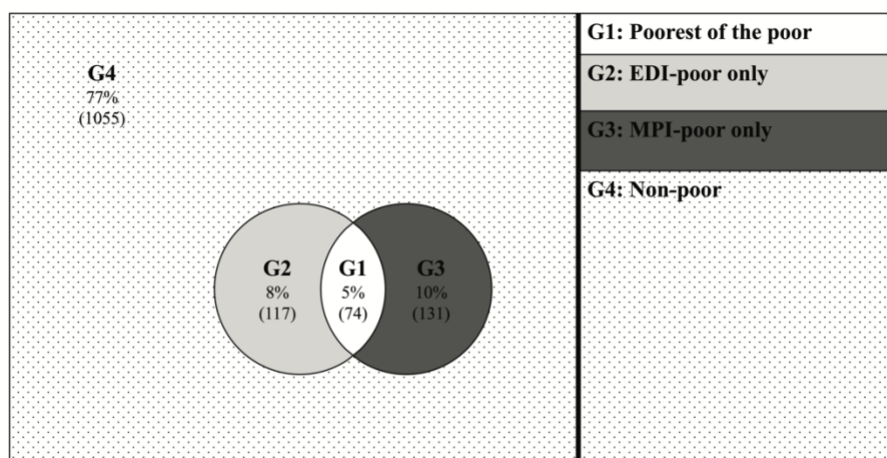 G4
77%
(1055)
G2
8%
(117)
G1
5%
(74)
G3
10%
(131)
G1: Poorest of the poor
G2: EDI-poor only
G3: MPI-poor only
G4: Non-poor